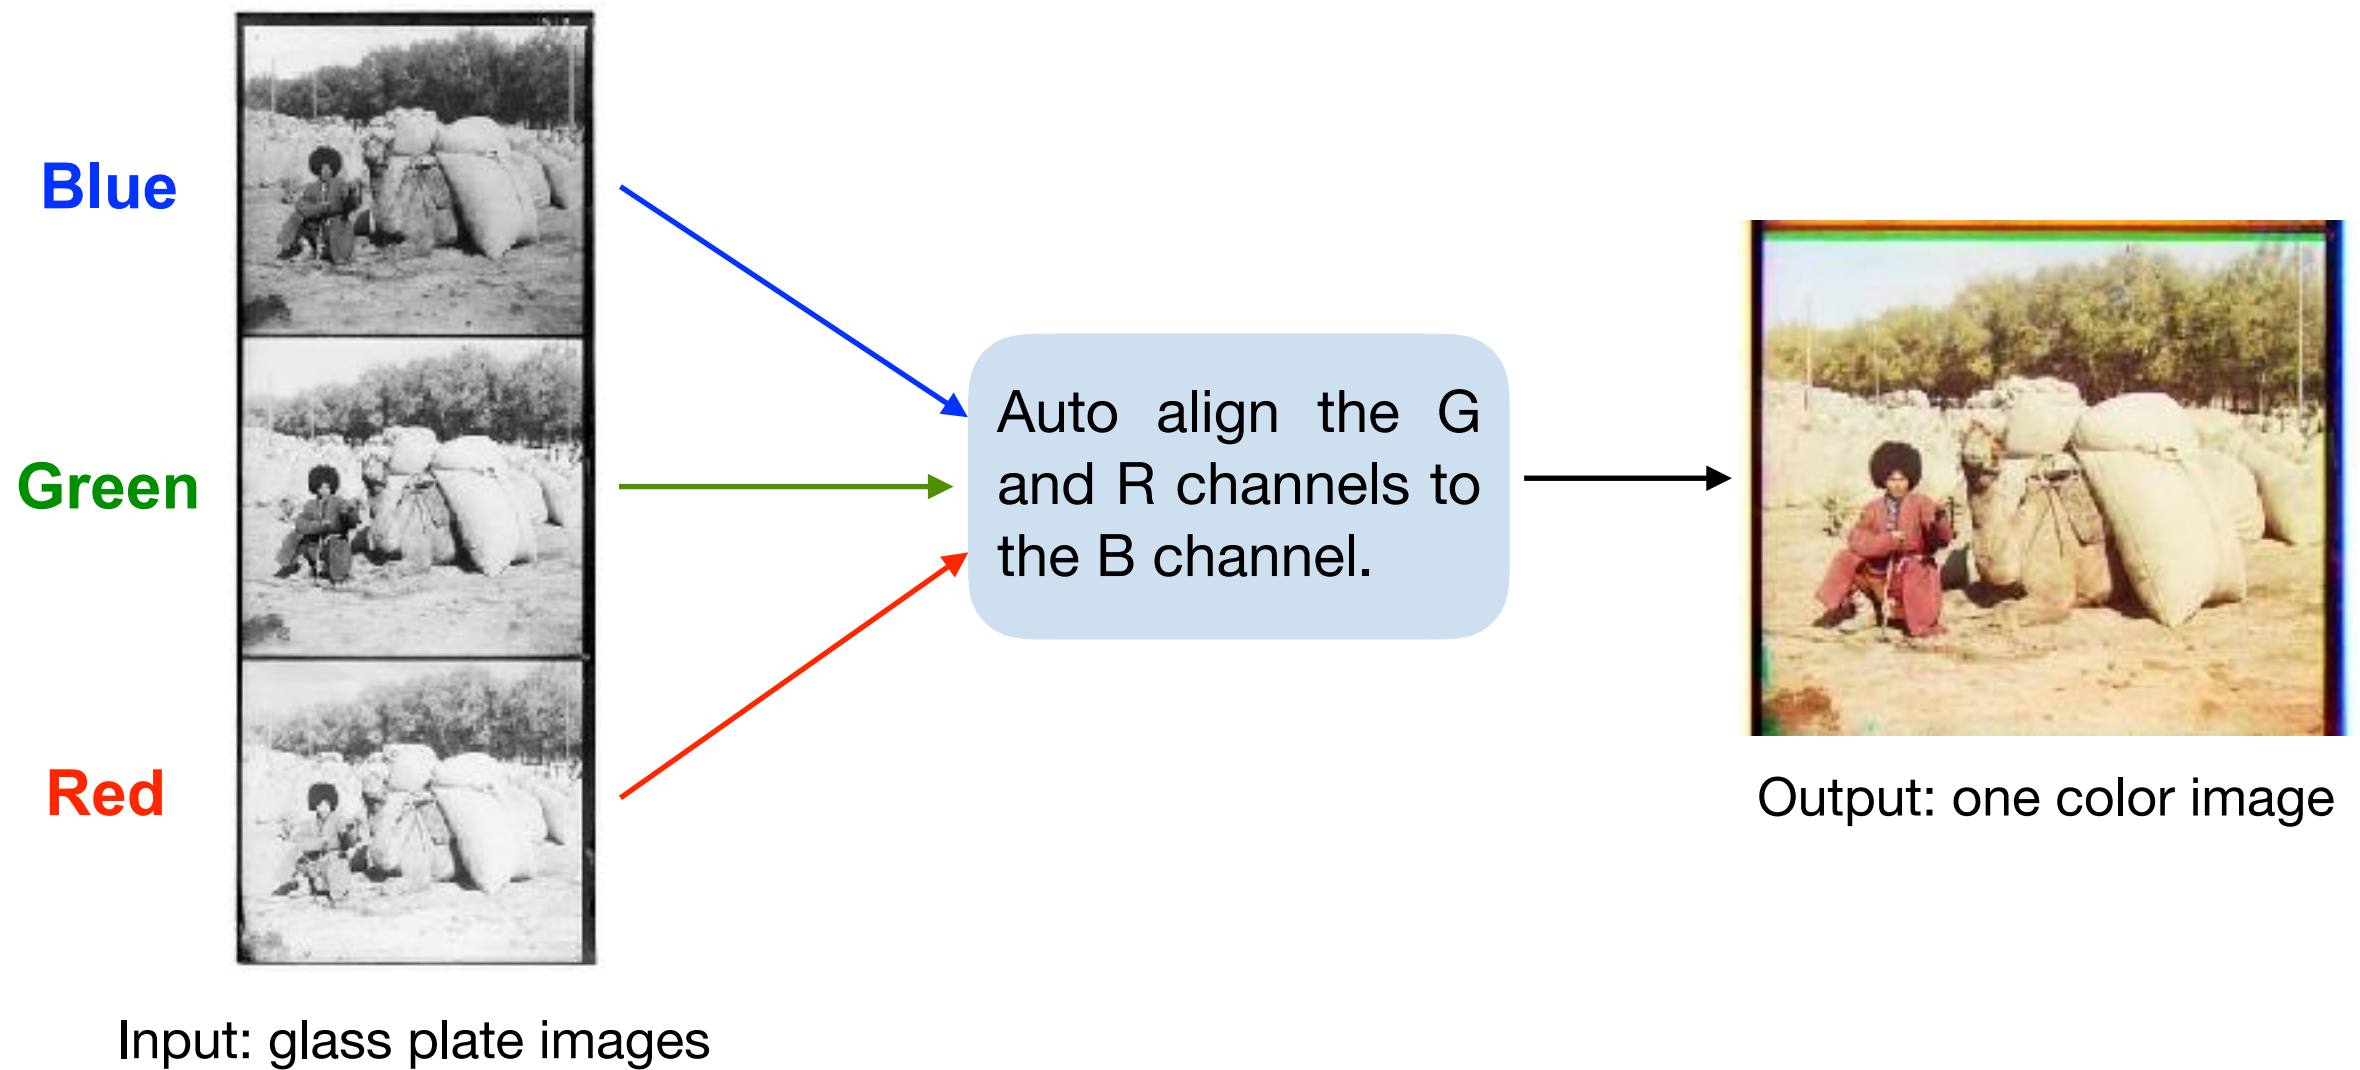 Blue
Green
Red
Auto align the G
and R channels to
the B channel.
Output: one color image
Input: glass plate images